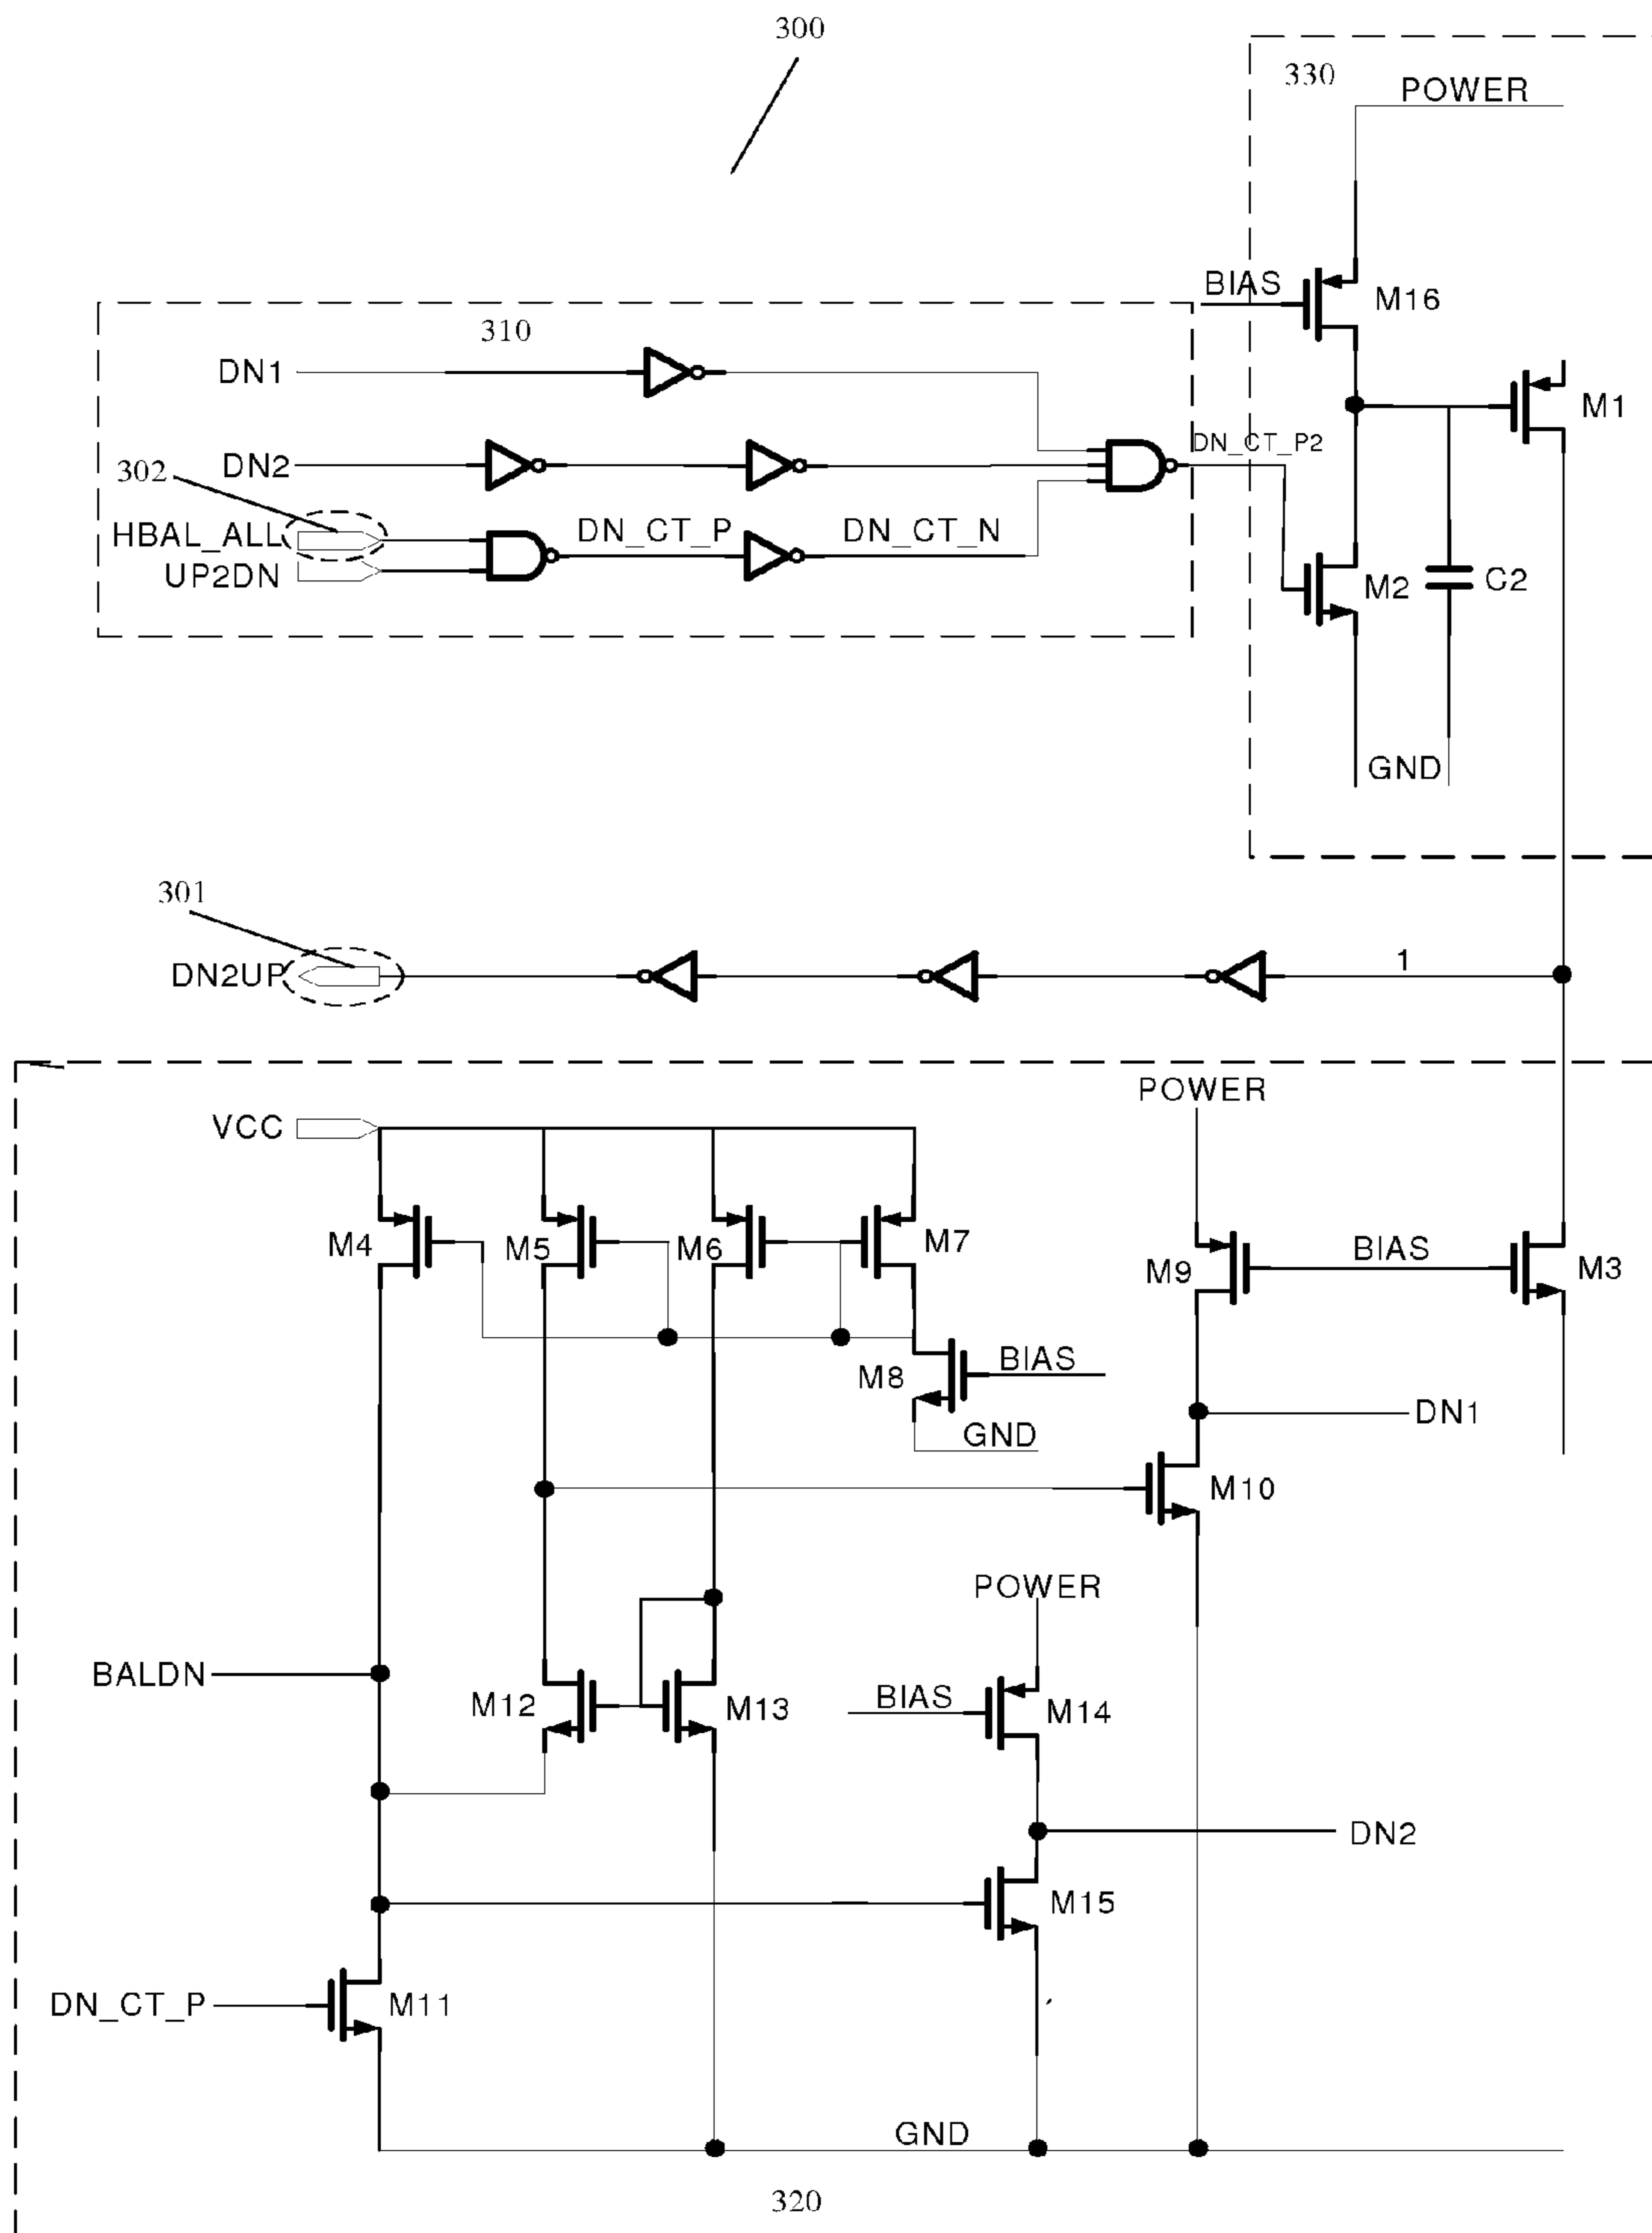 300
330
POWER
BIAS
M16
310
DN1
M1
DN2
DN_CT_P2
302
HBAL_ALL
DN_CT_P
DN_CT_N
UP2DN
M2
C2
GND
301
DN2UP
1
POWER
VCC
M4
M5
M6
M7
M9
BIAS
M3
M8
BIAS
DN1
GND
M10
POWER
BALDN
M12
M13
BIAS
M14
DN2
M15
DN_CT_P
M11
GND
320